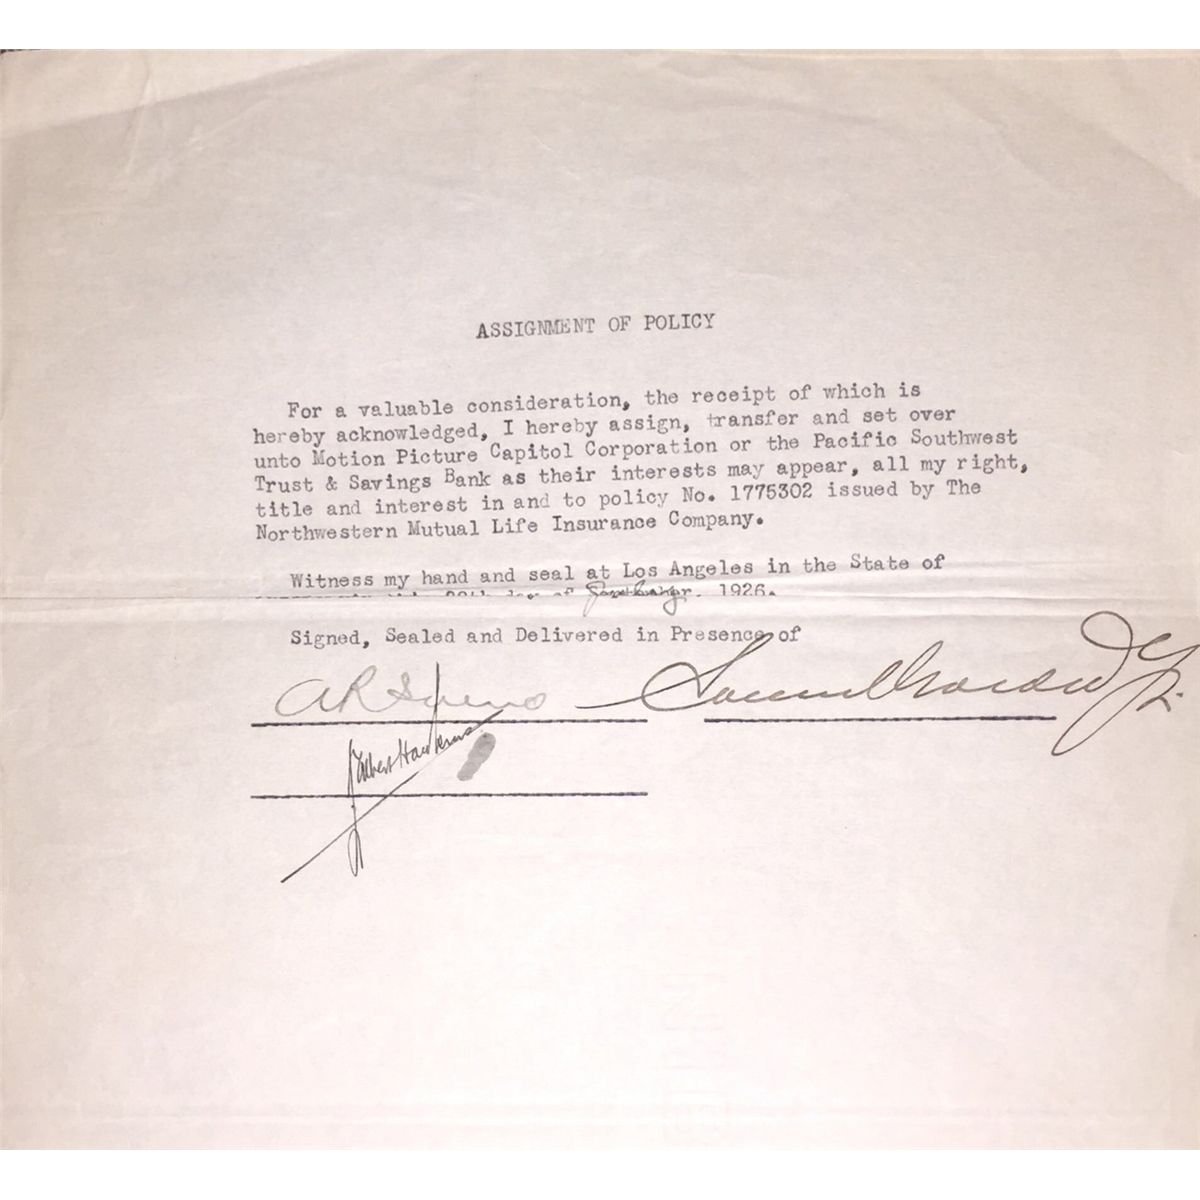 ASSIGNMENT OF POLICY
For a valuable consideration, the receipt of which is
hereby acknowledged, I hereby assign, transfer and set over
unto Motion Picture Capitol Corporation or the Pacific Southwest
Trust & Savings Bank as their interests may appear, all my right,
title and interest in and to policy No. 1775302 issued by The
Northwestern Mutual Life Insurance Company.
Witness my hand and seal at Los Angeles in the State of
day of 1926.
Signed, Sealed and Delivered in Presence of